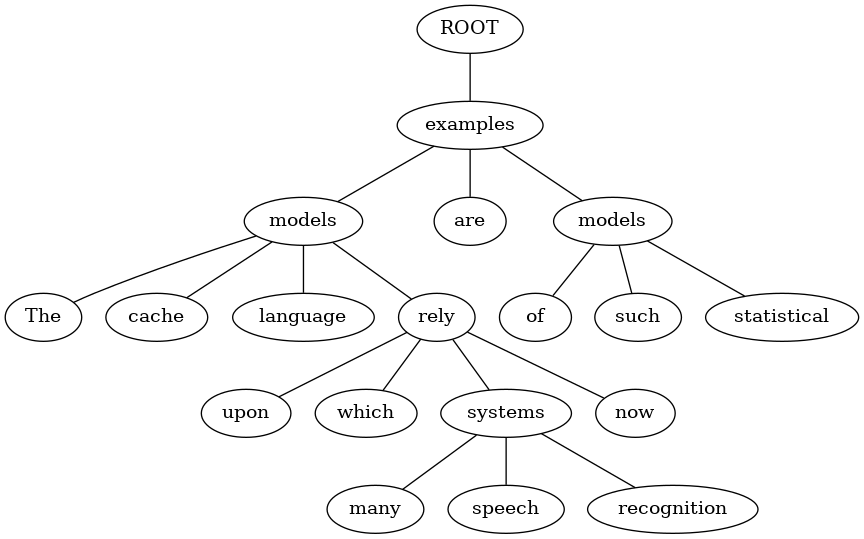 ROOT
examples
models are models
The cache language rely of such statistical
upon which systems now
many speech recognition